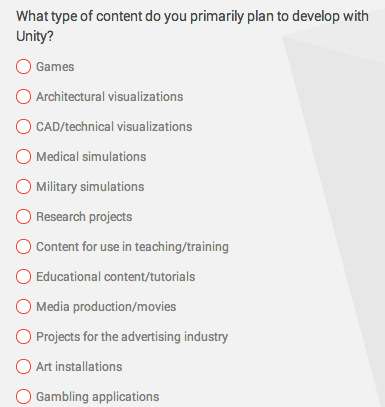 What type of content do you primarily plan to develop with
Unity?
Games
Architectural visualizations
CAD/technical visualizations
Medical simulations
Military simulations
Research projects
Content for use in teaching/training
Educational content/tutorials
Media production/movies
Projects for the advertising industry
Art installations
Gambling applications